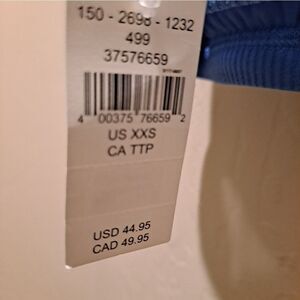 150 - 2698 - 1232
499
37576659
4 00375 76659 2
US XXS
CA TTP
USD 44.95
CAD 49.95